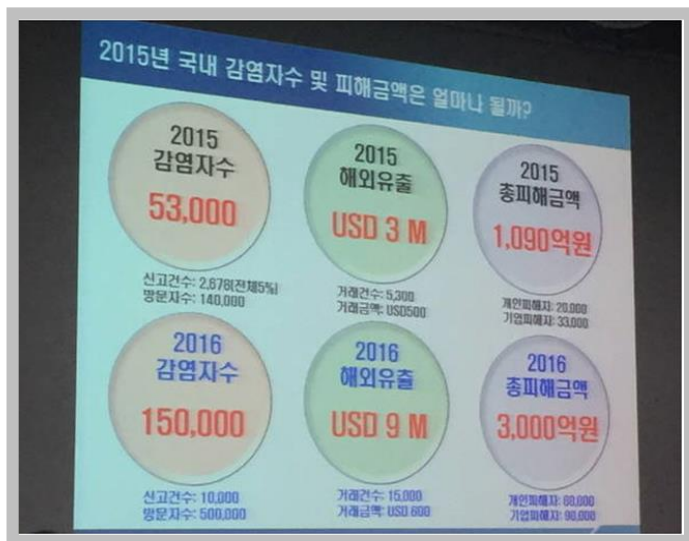 2015년 국내 감염자수 및 피해금액은 얼마나 될까?
2015
감염자수
53,000
신고건수: 2,678(전체5%)
방문자수: 140,000
2015
해외유출
USD 3 M
거래건수: 5,300
거래금액: USD500
2015
총피해금액
1,090억원
개인피해자: 20,000
기업피해자: 33,000
2016
감염자수
150,000
신고건수: 10,000
방문자수: 500,000
2016
해외유출
USD 9 M
거래건수: 15,000
거래금액: USD 600
2016
총피해금액
3,000억원
개인피해자: 60,000
기업피해자: 90,000